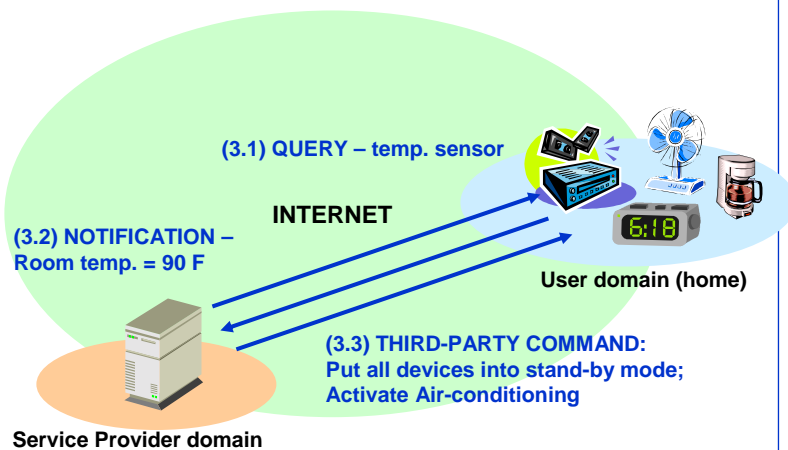 (3.1) QUERY – temp. sensor
INTERNET
(3.2) NOTIFICATION –
Room temp. = 90 F
6:18
User domain (home)
(3.3) THIRD-PARTY COMMAND:
Put all devices into stand-by mode;
Activate Air-conditioning
Service Provider domain